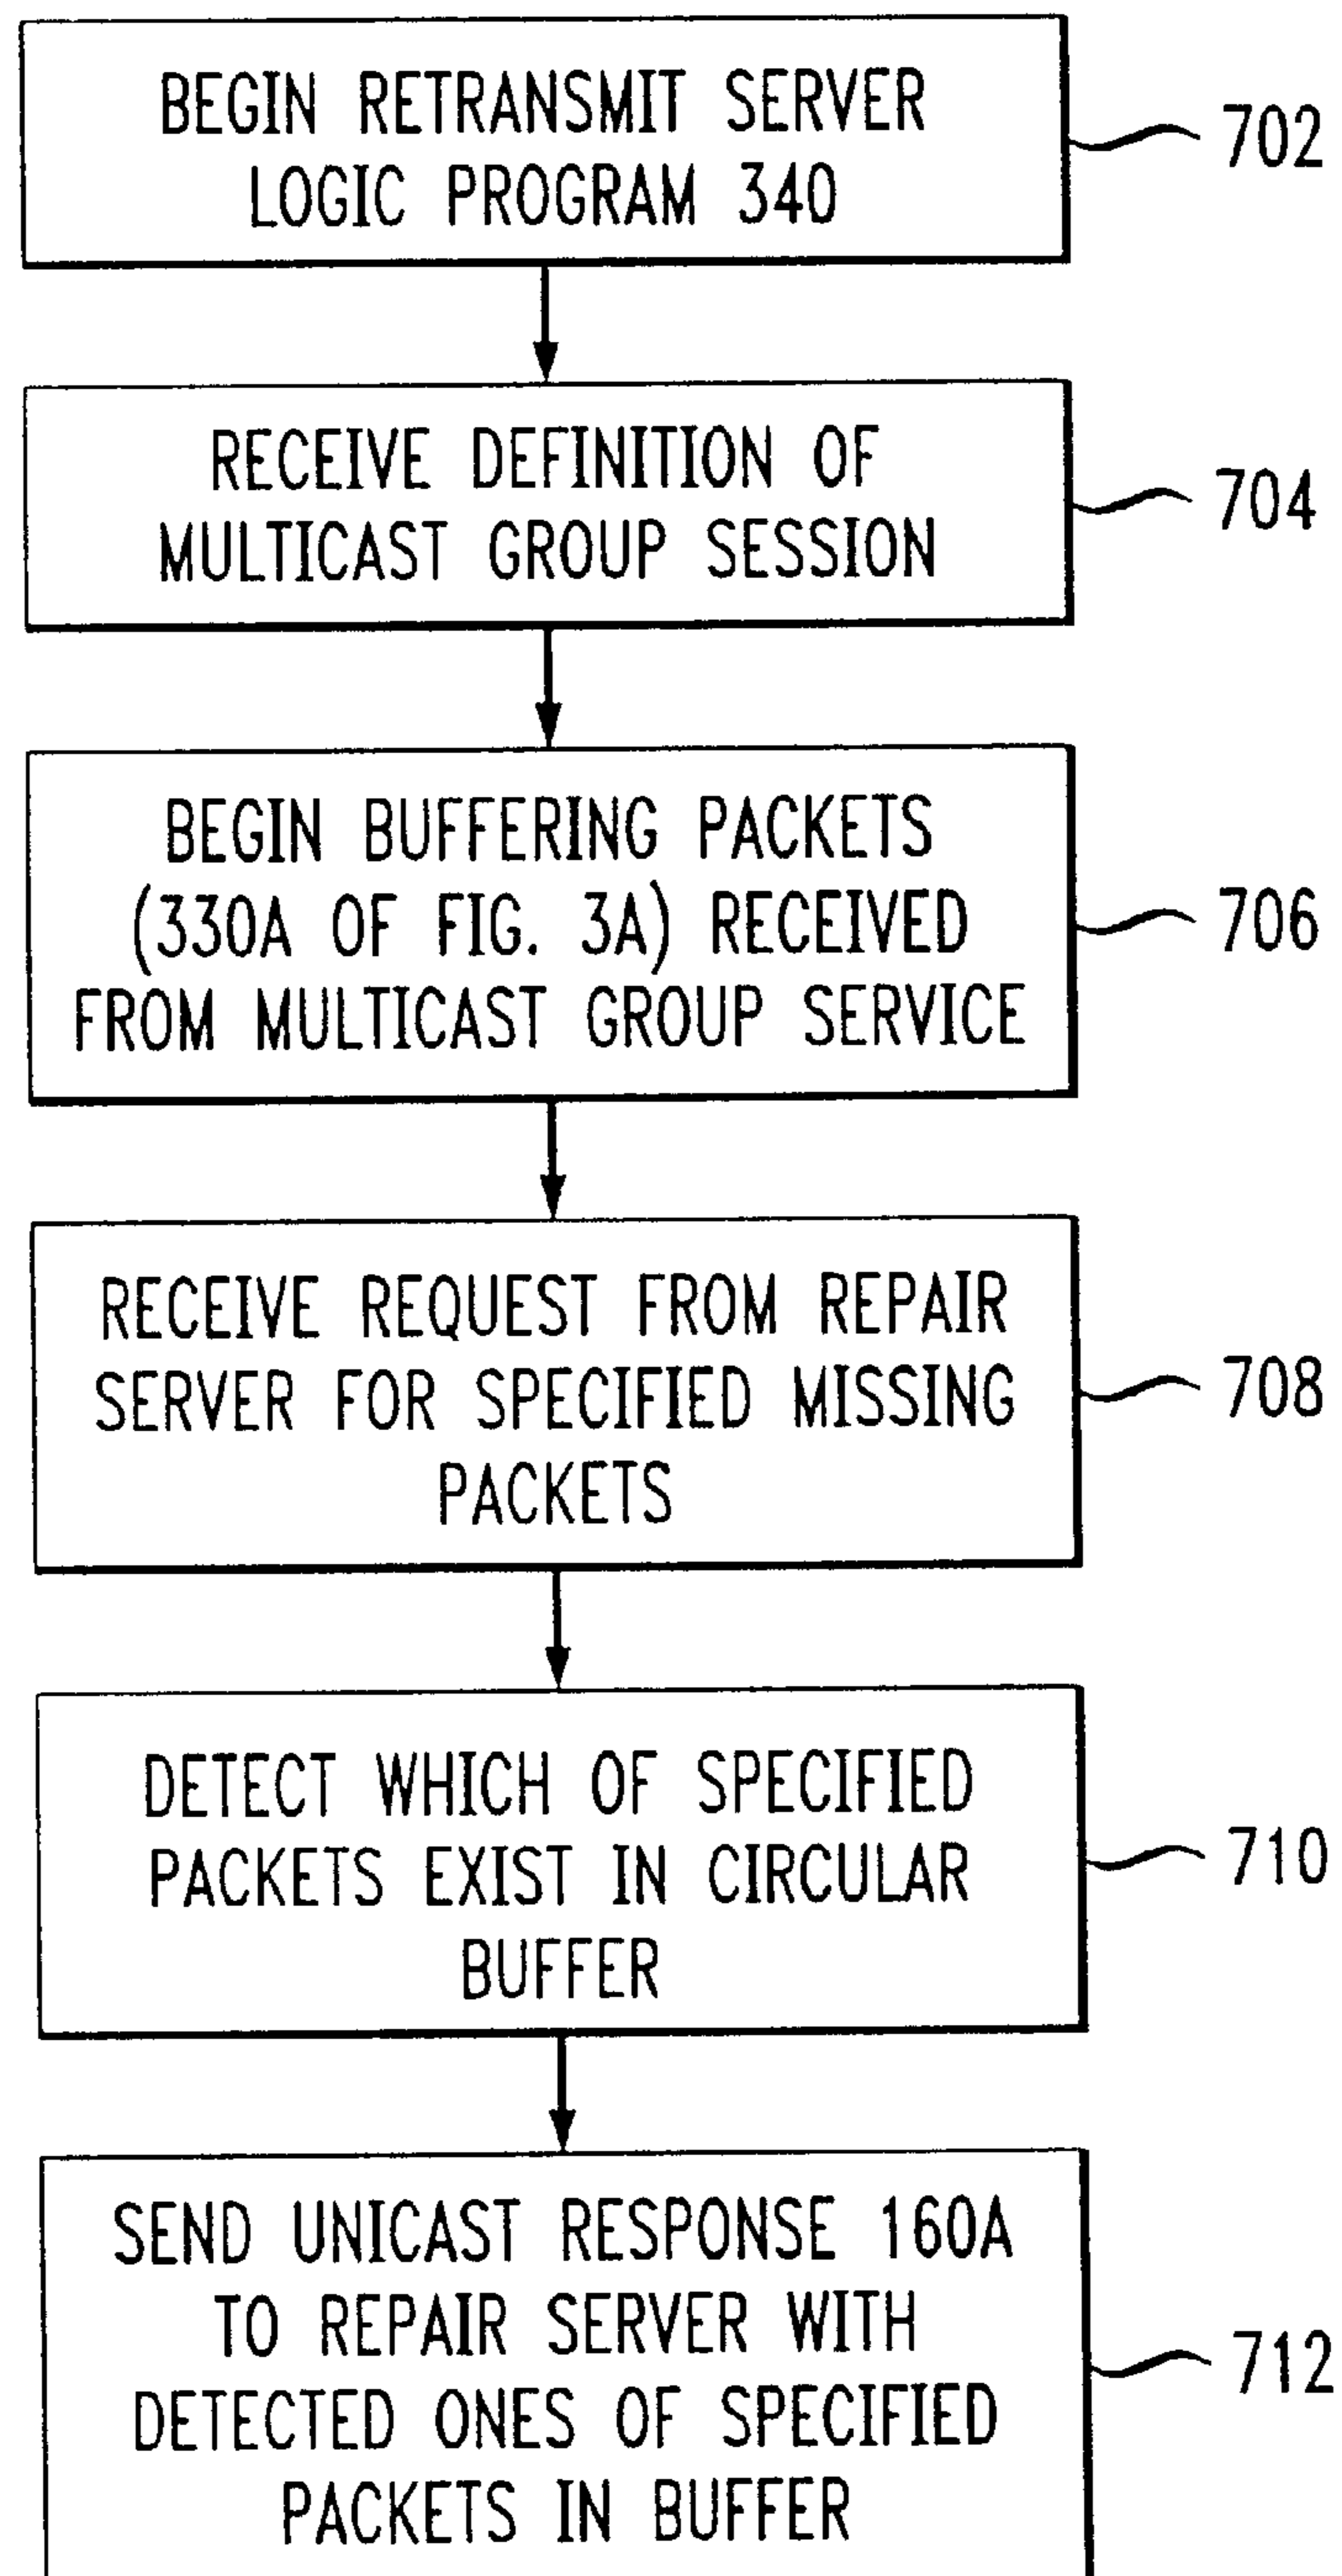 BEGIN RETRANSMIT SERVER
LOGIC PROGRAM 340
702
RECEIVE DEFINITION OF
MULTICAST GROUP SESSION
704
BEGIN BUFFERING PACKETS
(330A OF FIG. 3A) RECEIVED
FROM MULTICAST GROUP SERVICE
706
RECEIVE REQUEST FROM REPAIR
SERVER FOR SPECIFIED MISSING
PACKETS
708
DETECT WHICH OF SPECIFIED
PACKETS EXIST IN CIRCULAR
BUFFER
710
SEND UNICAST RESPONSE 160A
TO REPAIR SERVER WITH
DETECTED ONES OF SPECIFIED
PACKETS IN BUFFER
712